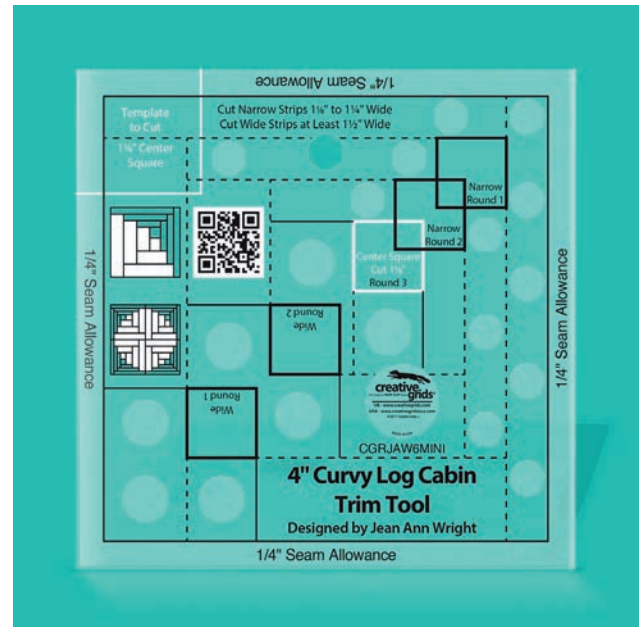 1/4" Seam Allowance
Template
to Cut
1¼" Center
Square
Cut Narrow Strips 1⅛" to 1¼" Wide
Cut Wide Strips at Least 1½" Wide
Narrow
Round 1
Narrow
Round 2
Center Square
Cut 1¼"
Round 3
Wide
Round 2
Wide
Round 1
1/4" Seam Allowance
1/4" Seam Allowance
creative
grids
CGRJAW6MINI
4" Curvy Log Cabin
Trim Tool
Designed by Jean Ann Wright
1/4" Seam Allowance